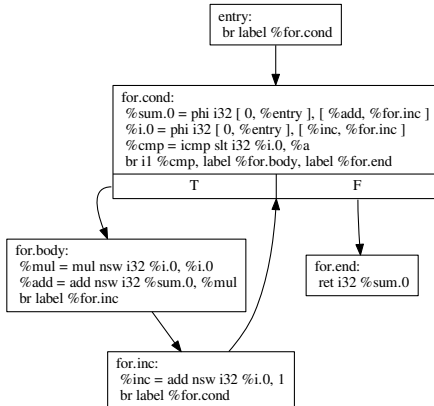 entry:
br label %for.cond
for.cond:
%sum.0 = phi i32 [ 0, %entry ], [ %add, %for.inc ]
%i.0 = phi i32 [ 0, %entry ], [ %inc, %for.inc ]
%cmp = icmp slt i32 %i.0, %a
br i1 %cmp, label %for.body, label %for.end
T F
for.body:
%mul = mul nsw i32 %i.0, %i.0
%add = add nsw i32 %sum.0, %mul
br label %for.inc
for.end:
ret i32 %sum.0
for.inc:
%inc = add nsw i32 %i.0, 1
br label %for.cond